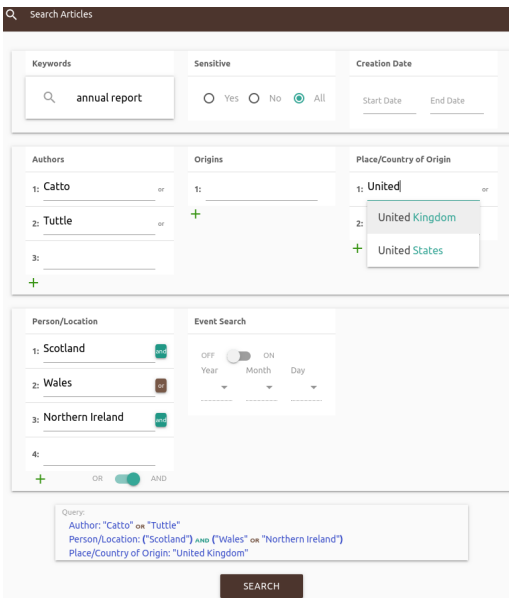 Search Articles
Keywords
annual report
Sensitive
Yes No All
Creation Date
Start Date End Date
Authors
1: Catto or
2: Tuttle or
3:
+
Origins
1:
+
Place/Country of Origin
1: United or
United Kingdom
United States
2:
+
Person/Location
1: Scotland and
2: Wales or
3: Northern Ireland and
4:
+ OR AND
Event Search
OFF ON
Year Month Day
Query:
Author: "Catto" OR "Tuttle"
Person/Location: ("Scotland") AND ("Wales" OR "Northern Ireland")
Place/Country of Origin: "United Kingdom"
SEARCH